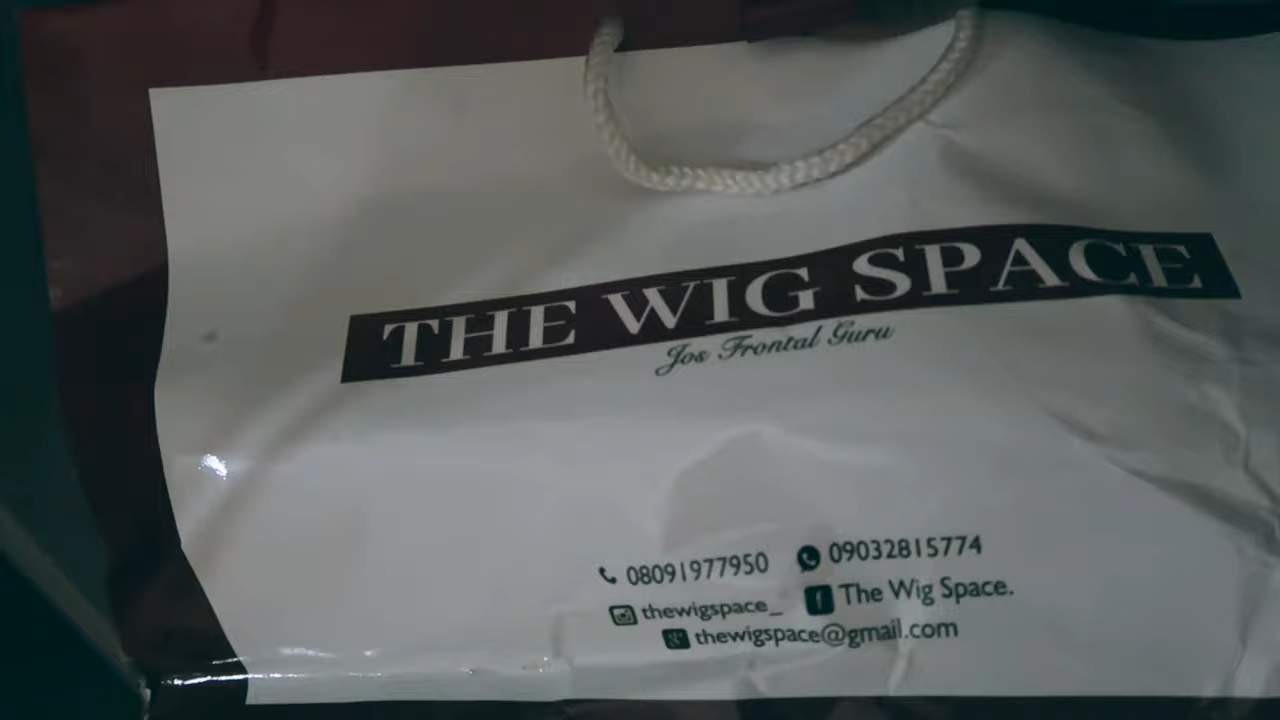 THE WIG SPACE
Jos Frontal Guru
08091977950 09032815774
thewigspace_ The Wig Space.
thewigspace@gmail.com